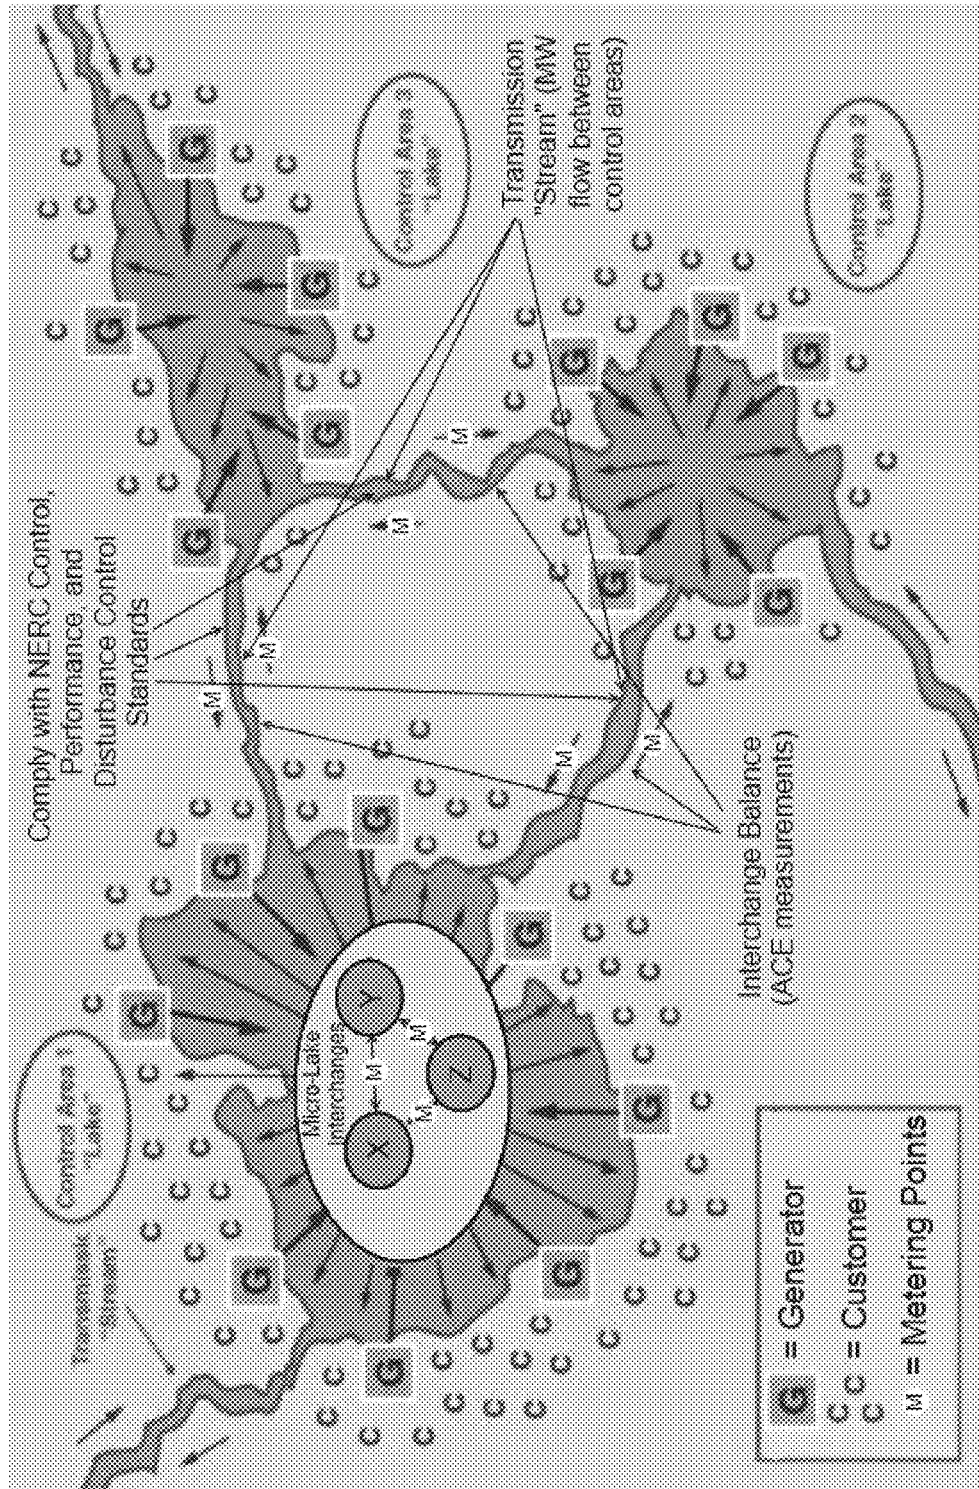 Comply with NERC Control,
Performance, and
Disturbance Control
Standards
Control Area 1
"Lake"
Transmission
"Stream"
Micro-Lake
Interchanges
X
Y
Z
M
M
M
Control Area 3
"Lake"
Transmission
"Stream" (MW
flow between
control areas)
Control Area 2
"Lake"
Interchange Balance
(ACE measurements)
G = Generator
C C C = Customer
M = Metering Points